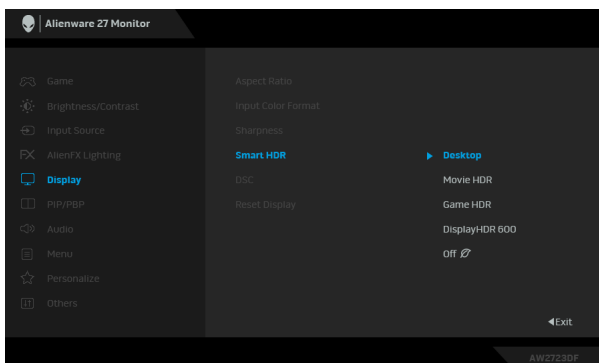 Alienware 27 Monitor
Game
Brightness/Contrast
Input Source
AlienFX Lighting
Display
PIP/PBP
Audio
Menu
Personalize
Others
Aspect Ratio
Input Color Format
Sharpness
Smart HDR
DSC
Reset Display
Desktop
Movie HDR
Game HDR
DisplayHDR 600
Off
Exit
AW2723DF